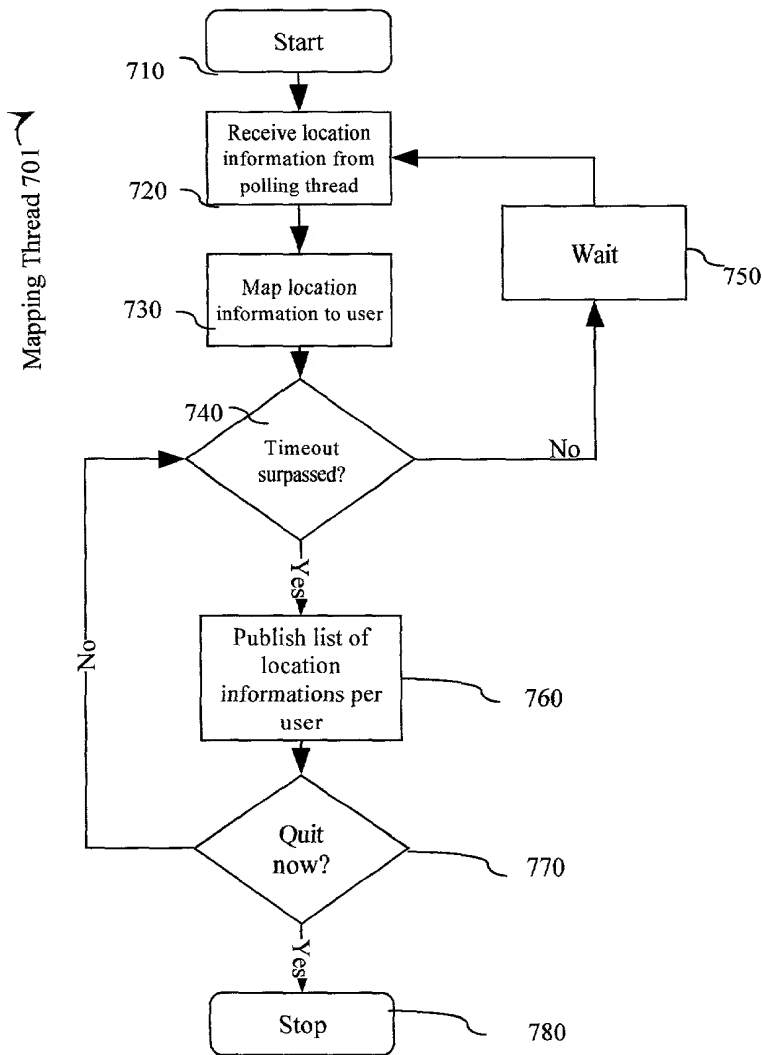 Start
710
Mapping Thread 701
Receive location
information from
polling thread
720
Wait
750
Map location
information to user
730
740
Timeout
surpassed?
No
Yes
No
Publish list of
location
informations per
user
760
Quit
now?
770
Yes
Stop
780